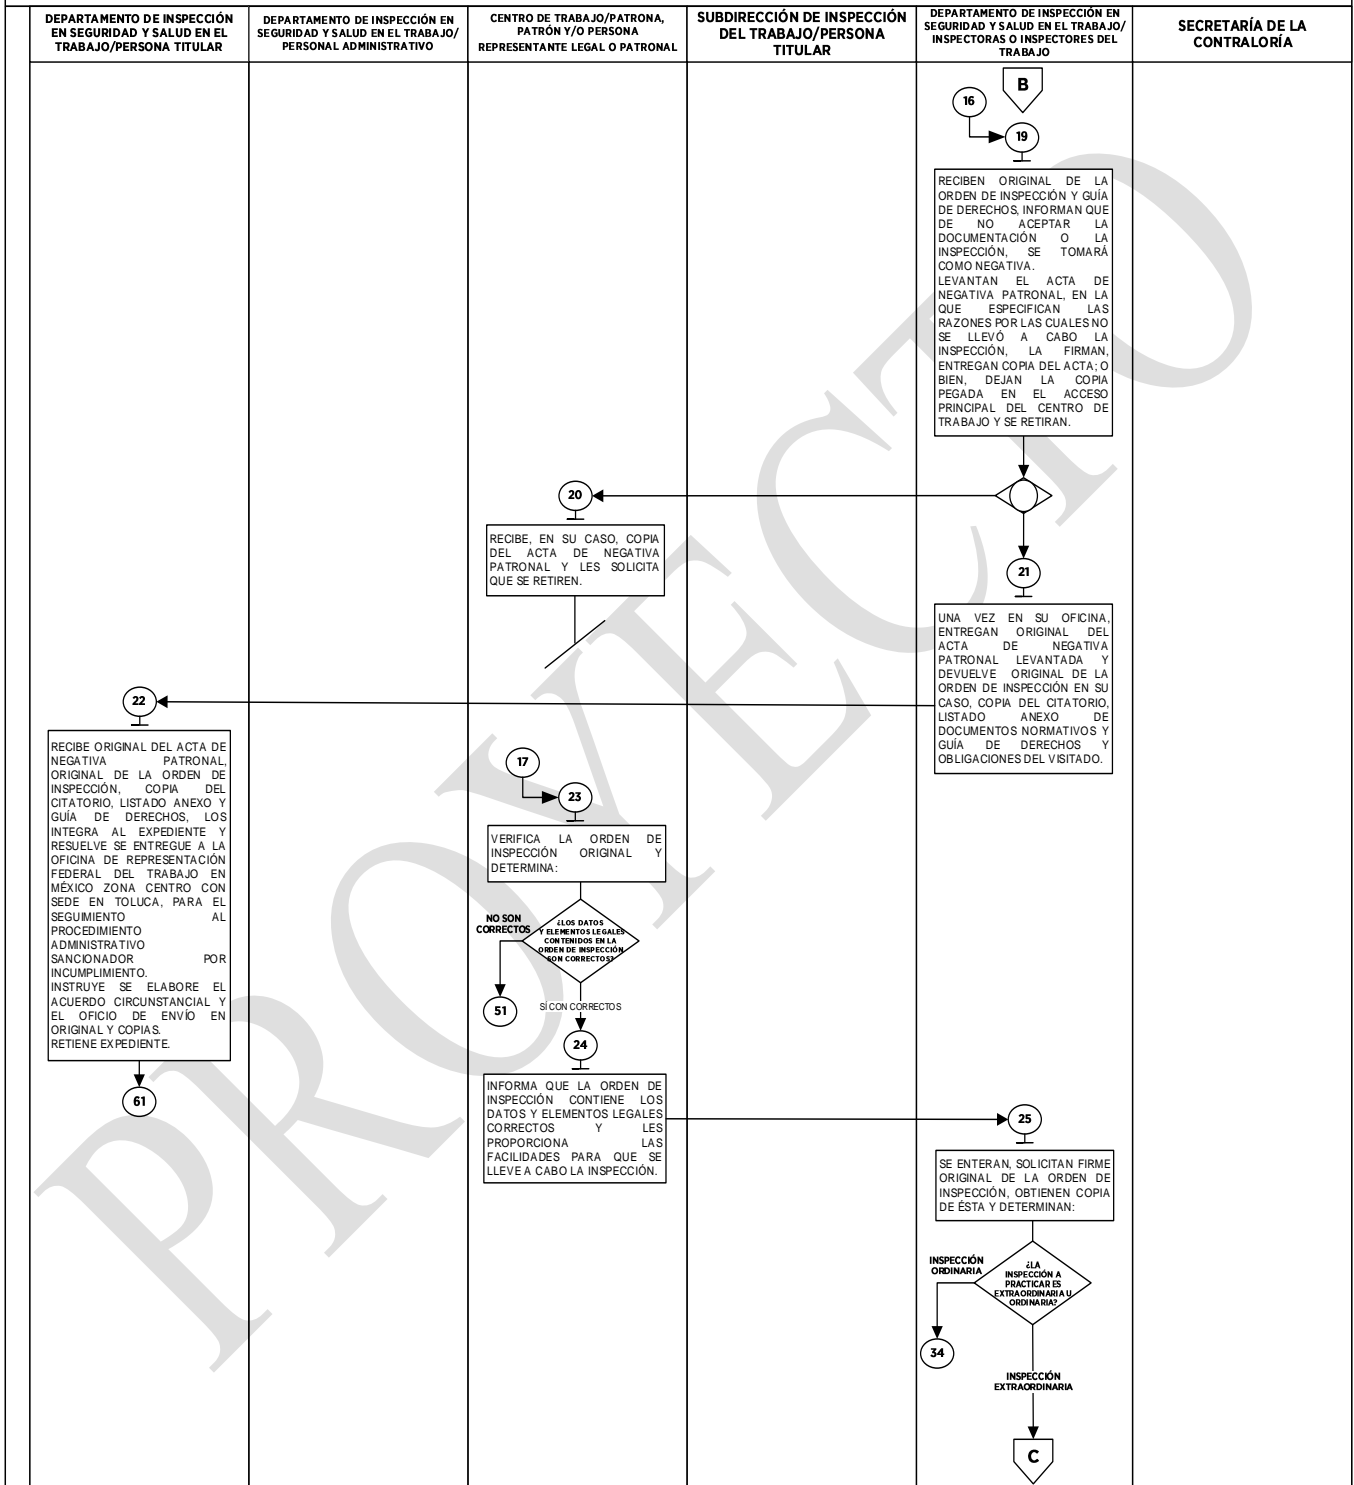 DEPARTAMENTO DE INSPECCIÓN
EN SEGURIDAD Y SALUD EN EL
TRABAJO/PERSONA TITULAR
DEPARTAMENTO DE INSPECCIÓN EN
SEGURIDAD Y SALUD EN EL TRABAJO/
PERSONAL ADMINISTRATIVO
CENTRO DE TRABAJO/PATRONA,
PATRÓN Y/O PERSONA
REPRESENTANTE LEGAL O PATRONAL
SUBDIRECCIÓN DE INSPECCIÓN
DEL TRABAJO/PERSONA
TITULAR
DEPARTAMENTO DE INSPECCIÓN EN
SEGURIDAD Y SALUD EN EL TRABAJO/
INSPECTORAS O INSPECTORES DEL
TRABAJO
SECRETARÍA DE LA
CONTRALORÍA
B
16
19
RECIBEN ORIGINAL DE LA
ORDEN DE INSPECCIÓN Y GUÍA
DE DERECHOS, INFORMAN QUE
DE NO ACEPTAR LA
DOCUMENTACIÓN O LA
INSPECCIÓN, SE TOMARÁ
COMO NEGATIVA.
LEVANTAN EL ACTA DE
NEGATIVA PATRONAL, EN LA
QUE ESPECIFICAN LAS
RAZONES POR LAS CUALES NO
SE LLEVÓ A CABO LA
INSPECCIÓN, LA FIRMAN,
ENTREGAN COPIA DEL ACTA; O
BIEN, DEJAN LA COPIA
PEGADA EN EL ACCESO
PRINCIPAL DEL CENTRO DE
TRABAJO Y SE RETIRAN.
20
RECIBE, EN SU CASO, COPIA
DEL ACTA DE NEGATIVA
PATRONAL Y LES SOLICITA
QUE SE RETIREN.
21
UNA VEZ EN SU OFICINA,
ENTREGAN ORIGINAL DEL
ACTA DE NEGATIVA
PATRONAL LEVANTADA Y
DEVUELVE ORIGINAL DE LA
ORDEN DE INSPECCIÓN EN SU
CASO, COPIA DEL CITATORIO,
LISTADO ANEXO DE
DOCUMENTOS NORMATIVOS Y
GUÍA DE DERECHOS Y
OBLIGACIONES DEL VISITADO.
22
RECIBE ORIGINAL DEL ACTA DE
NEGATIVA PATRONAL,
ORIGINAL DE LA ORDEN DE
INSPECCIÓN, COPIA DEL
CITATORIO, LISTADO ANEXO Y
GUÍA DE DERECHOS, LOS
INTEGRA AL EXPEDIENTE Y
RESUELVE SE ENTREGUE A LA
OFICINA DE REPRESENTACIÓN
FEDERAL DEL TRABAJO EN
MÉXICO ZONA CENTRO CON
SEDE EN TOLUCA, PARA EL
SEGUIMIENTO AL
PROCEDIMIENTO
ADMINISTRATIVO
SANCIONADOR POR
INCUMPLIMIENTO.
INSTRUYE SE ELABORE EL
ACUERDO CIRCUNSTANCIAL Y
EL OFICIO DE ENVÍO EN
ORIGINAL Y COPIAS.
RETIENE EXPEDIENTE.
61
17
23
VERIFICA LA ORDEN DE
INSPECCIÓN ORIGINAL Y
DETERMINA:
NO SON
CORRECTOS
¿LOS DATOS
Y ELEMENTOS LEGALES
CONTENIDOS EN LA
ORDEN DE INSPECCIÓN
SON CORRECTOS?
51
SÍ CON CORRECTOS
24
INFORMA QUE LA ORDEN DE
INSPECCIÓN CONTIENE LOS
DATOS Y ELEMENTOS LEGALES
CORRECTOS Y LES
PROPORCIONA LAS
FACILIDADES PARA QUE SE
LLEVE A CABO LA INSPECCIÓN.
25
SE ENTERAN, SOLICITAN FIRME
ORIGINAL DE LA ORDEN DE
INSPECCIÓN, OBTIENEN COPIA
DE ÉSTA Y DETERMINAN:
INSPECCIÓN
ORDINARIA
¿LA
INSPECCIÓN A
PRACTICAR ES
EXTRAORDINARIA U
ORDINARIA?
34
INSPECCIÓN
EXTRAORDINARIA
C
PROYECTO